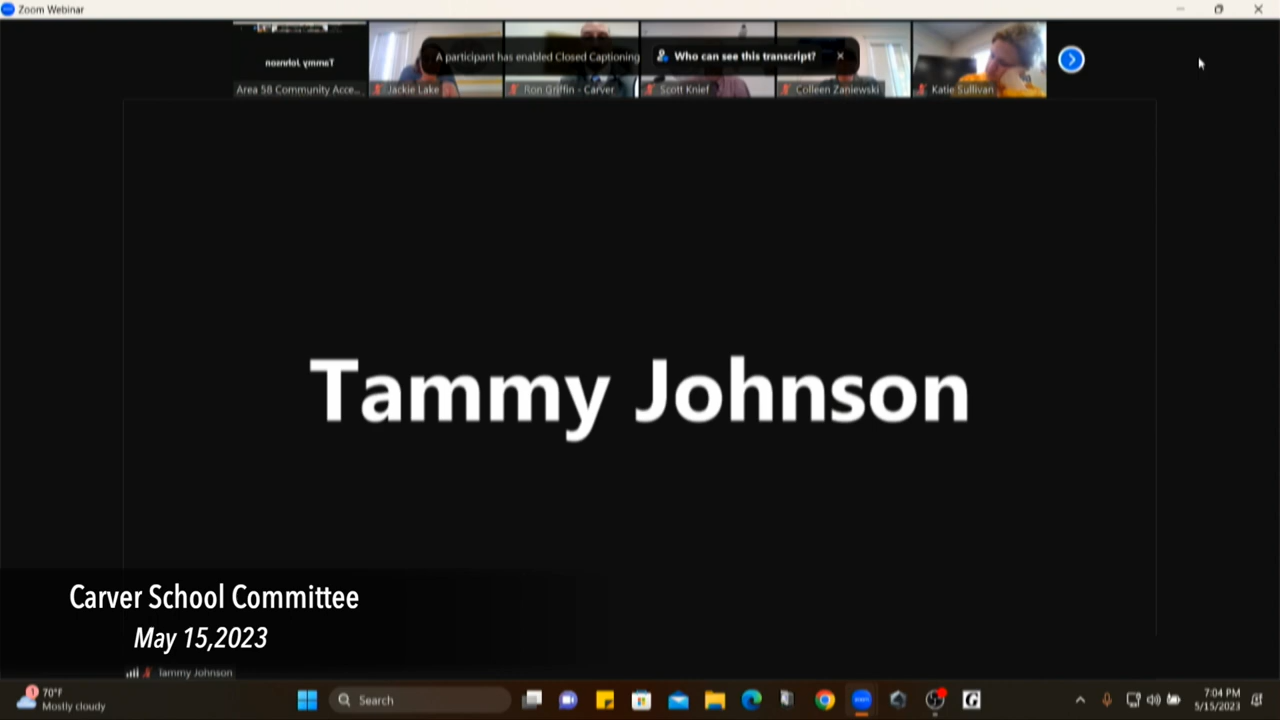 Zoom Webinar
A participant has enabled Closed Captioning
Who can see this transcript?
Tammy Johnson
Area 58 Community Acce...
Jackie Lake
Ron Griffin - Carver
Scott Knief
Colleen Zaniewski
Katie Sullivan
Tammy Johnson
Carver School Committee
May 15,2023
Tammy Johnson
1
70°F
Mostly cloudy
Search
zoom
G
7:04 PM
5/15/2023